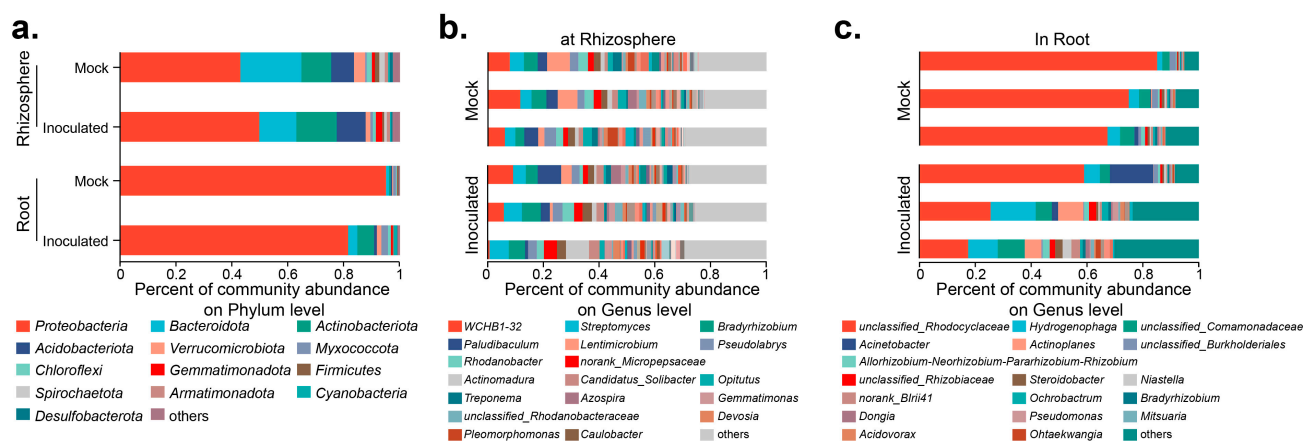 a.
Rhizosphere
Mock
Inoculated
Root
Mock
Inoculated
0 0.2 0.4 0.6 0.8 1
Percent of community abundance
on Phylum level
Proteobacteria Bacteroidota Actinobacteriota
Acidobacteriota Verrucomicrobiota Myxococcota
Chloroflexi Gemmatimonadota Firmicutes
Spirochaetota Armatimonadota Cyanobacteria
Desulfobacterota others
b.
at Rhizosphere
Mock
Inoculated
0 0.2 0.4 0.6 0.8 1
Percent of community abundance
on Genus level
WCHB1-32 Streptomyces Bradyrhizobium
Paludibaculum Lentimicrobium Pseudolabrys
Rhodanobacter norank_Micropepsaceae
Actinomadura Candidatus_Solibacter Opitutus
Treponema Azospira Gemmatimonas
unclassified_Rhodanobacteraceae Devosia
Pleomorphomonas Caulobacter others
c.
In Root
Mock
Inoculated
0 0.2 0.4 0.6 0.8 1
Percent of community abundance
on Genus level
unclassified_Rhodocyclaceae Hydrogenophaga unclassified_Comamonadaceae
Acinetobacter Actinoplanes unclassified_Burkholderiales
Allorhizobium-Neorhizobium-Pararhizobium-Rhizobium
unclassified_Rhizobiaceae Steroidobacter Niastella
norank_BIrii41 Ochrobactrum Bradyrhizobium
Dongia Pseudomonas Mitsuaria
Acidovorax Ohtaekwangia others